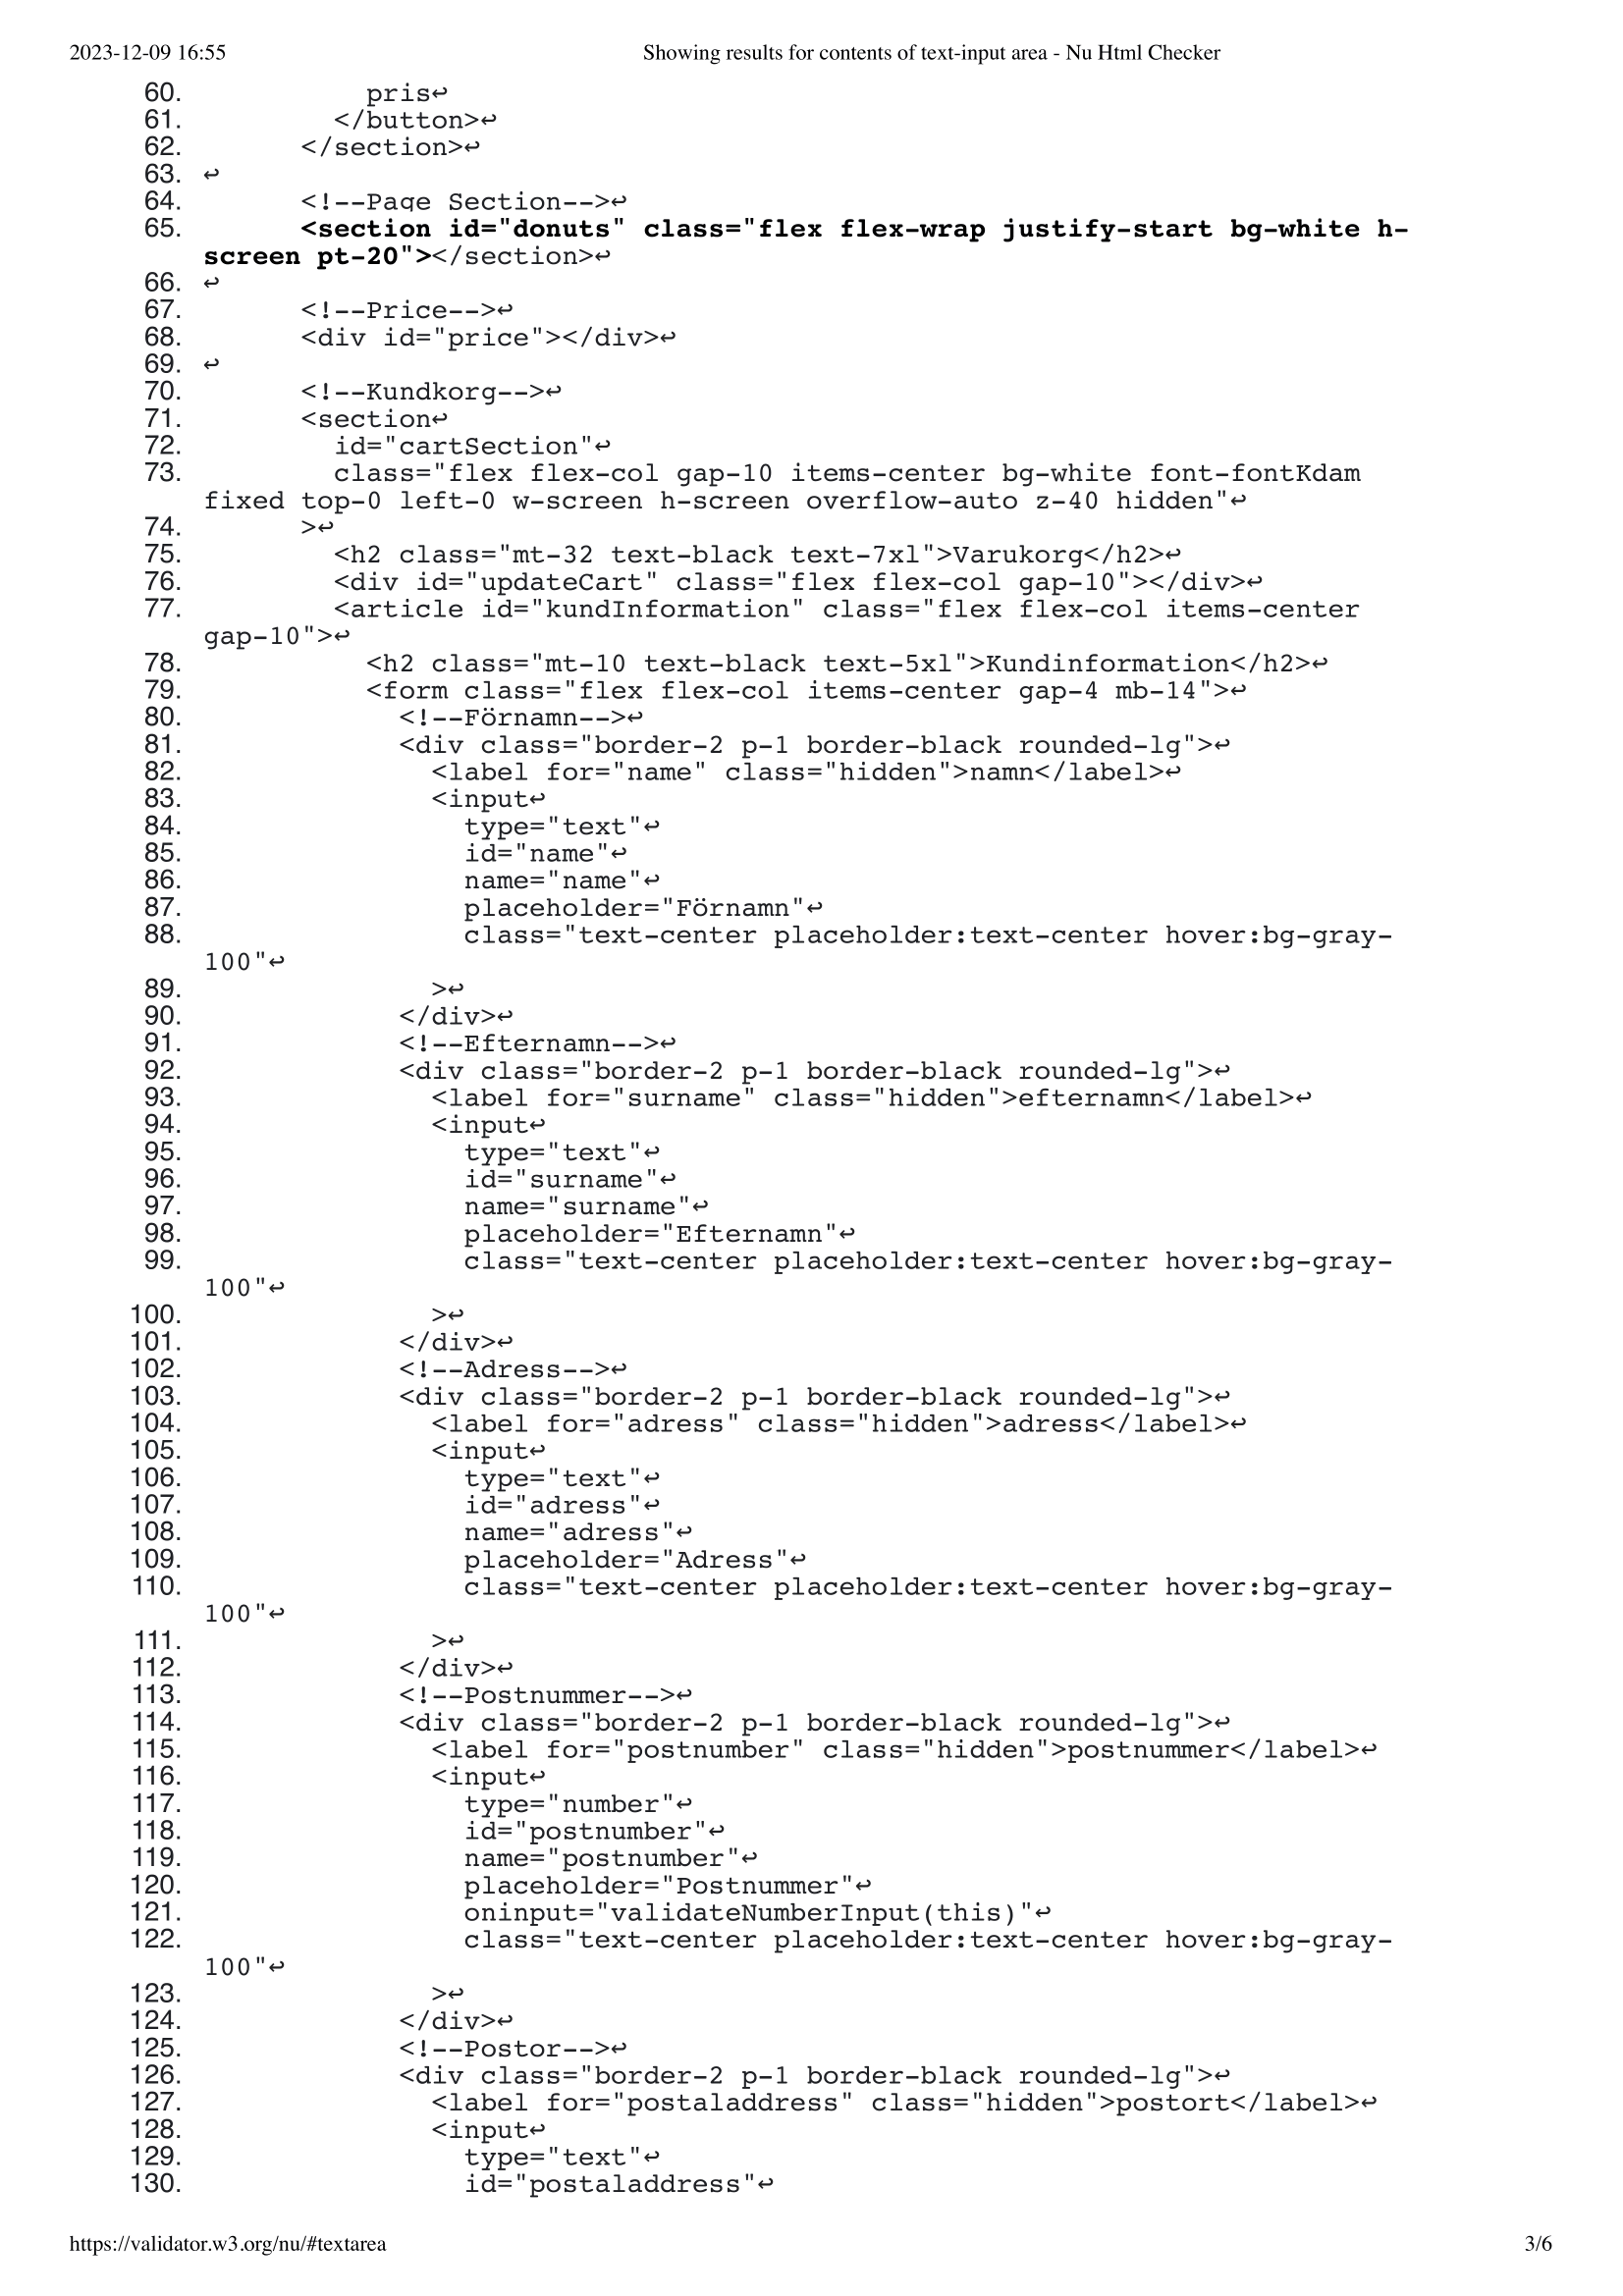 2023-12-09 16:55
Showing results for contents of text-input area - Nu Html Checker
60. pris↩
61. </button>↩
62. </section>↩
63. ↩
64. <!--Page Section-->↩
65. <section id="donuts" class="flex flex-wrap justify-start bg-white h-
screen pt-20"></section>↩
66. ↩
67. <!--Price-->↩
68. <div id="price"></div>↩
69. ↩
70. <!--Kundkorg-->↩
71. <section↩
72. id="cartSection"↩
73. class="flex flex-col gap-10 items-center bg-white font-fontKdam
fixed top-0 left-0 w-screen h-screen overflow-auto z-40 hidden"↩
74. >↩
75. <h2 class="mt-32 text-black text-7xl">Varukorg</h2>↩
76. <div id="updateCart" class="flex flex-col gap-10"></div>↩
77. <article id="kundInformation" class="flex flex-col items-center
gap-10">↩
78. <h2 class="mt-10 text-black text-5xl">Kundinformation</h2>↩
79. <form class="flex flex-col items-center gap-4 mb-14">↩
80. <!--Förnamn-->↩
81. <div class="border-2 p-1 border-black rounded-lg">↩
82. <label for="name" class="hidden">namn</label>↩
83. <input↩
84. type="text"↩
85. id="name"↩
86. name="name"↩
87. placeholder="Förnamn"↩
88. class="text-center placeholder:text-center hover:bg-gray-
100"↩
89. >↩
90. </div>↩
91. <!--Efternamn-->↩
92. <div class="border-2 p-1 border-black rounded-lg">↩
93. <label for="surname" class="hidden">efternamn</label>↩
94. <input↩
95. type="text"↩
96. id="surname"↩
97. name="surname"↩
98. placeholder="Efternamn"↩
99. class="text-center placeholder:text-center hover:bg-gray-
100"↩
100. >↩
101. </div>↩
102. <!--Adress-->↩
103. <div class="border-2 p-1 border-black rounded-lg">↩
104. <label for="adress" class="hidden">adress</label>↩
105. <input↩
106. type="text"↩
107. id="adress"↩
108. name="adress"↩
109. placeholder="Adress"↩
110. class="text-center placeholder:text-center hover:bg-gray-
100"↩
111. >↩
112. </div>↩
113. <!--Postnummer-->↩
114. <div class="border-2 p-1 border-black rounded-lg">↩
115. <label for="postnumber" class="hidden">postnummer</label>↩
116. <input↩
117. type="number"↩
118. id="postnumber"↩
119. name="postnumber"↩
120. placeholder="Postnummer"↩
121. oninput="validateNumberInput(this)"↩
122. class="text-center placeholder:text-center hover:bg-gray-
100"↩
123. >↩
124. </div>↩
125. <!--Postor-->↩
126. <div class="border-2 p-1 border-black rounded-lg">↩
127. <label for="postaladdress" class="hidden">postort</label>↩
128. <input↩
129. type="text"↩
130. id="postaladdress"↩
https://validator.w3.org/nu/#textarea
3/6